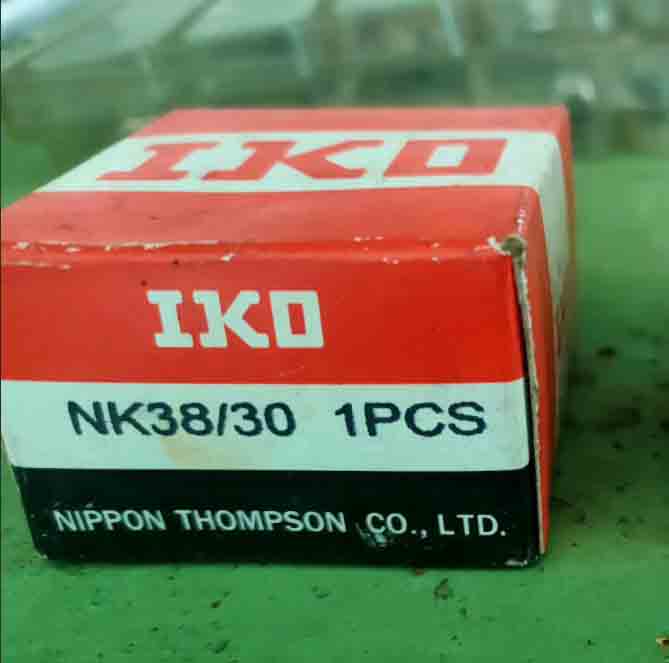 IKO
IKO
NK38/30 1PCS
NIPPON THOMPSON CO., LTD.